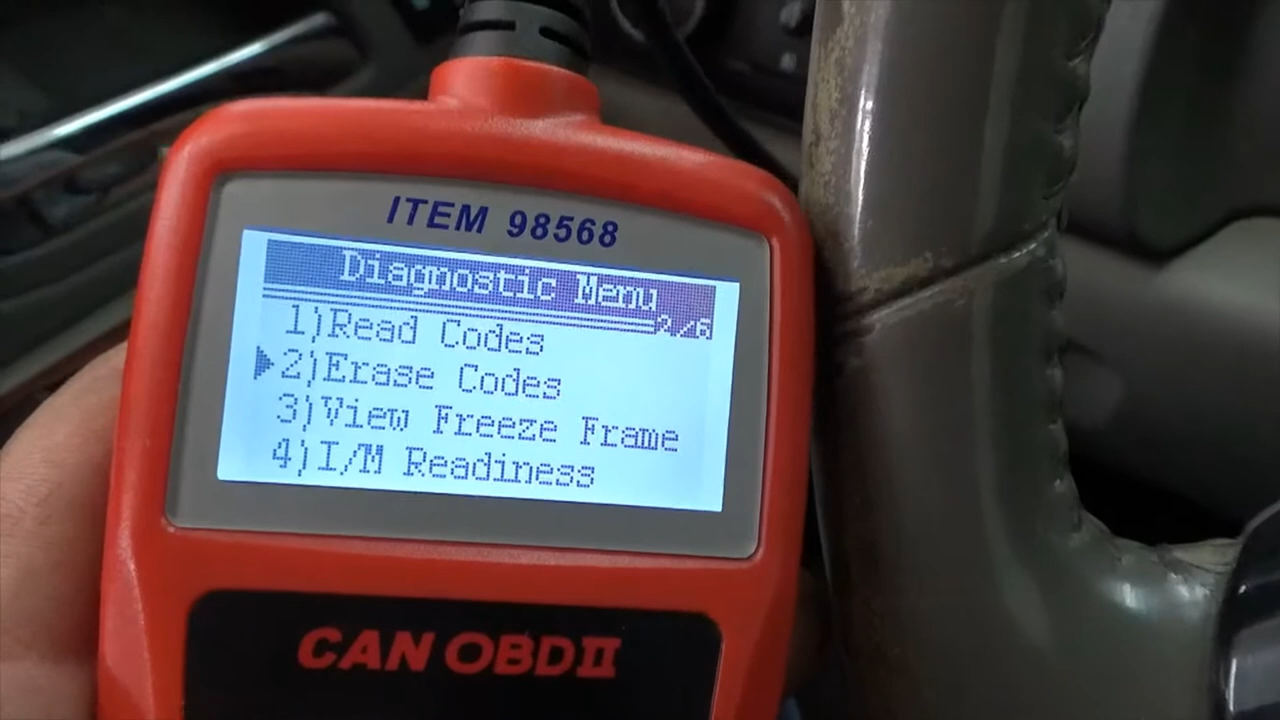 ITEM 98568
Diagnostic Menu
2/6
1)Read Codes
2)Erase Codes
3)View Freeze Frame
4)I/M Readiness
CAN OBDII